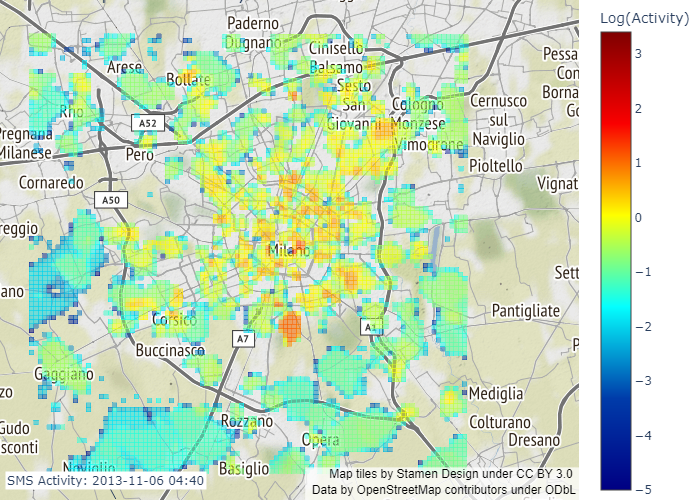 Log(Activity)
Paderno
Dugnano
Cinisello
Balsamo
Arese
Bollate
Sesto
San
Giovanni
Cologno
Monzese
Vimodrone
Cernusco
sul
Naviglio
Pessa
Con
Borna
Go
Rho
A52
Pregnana
Milanese
Pero
Pioltello
Cornaredo
Vignat
A50
reggio
Milano
Sett
ano
Pantigliate
Corsico
A1
A7
P
Buccinasco
Gaggiano
zo
Mediglia
Rozzano
Colturano
Gudo
sconti
Opera
Dresano
Noviglio
Basiglio
SMS Activity: 2013-11-06 04:40
Map tiles by Stamen Design under CC BY 3.0
Data by OpenStreetMap contributors under ODbL
3
2
1
0
−1
−2
−3
−4
−5